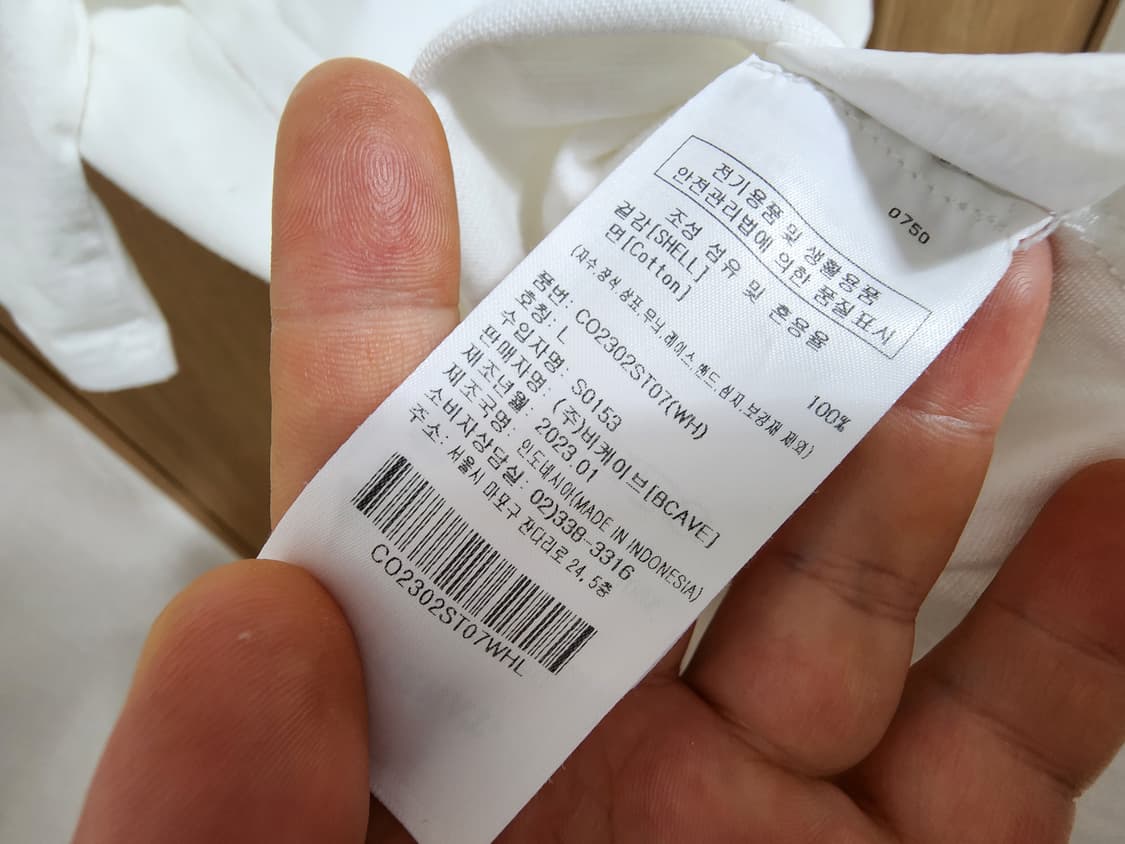 0750
전기용품 및 생활용품
안전관리법에 의한 품질표시
조성 섬유 및 혼용율
겉감[SHELL]
면[Cotton] 100%
(자수.장식.상표.무늬.레이스.밴드.심지.보강재 제외)
품번: CO2302ST07(WH)
호칭: L
수입자명: S0153
판매자명: (주)비케이브[BCAVE]
제조년월: 2023.01
제조국명: 인도네시아(MADE IN INDONESIA)
소비자상담실: 02)338-3316
주소: 서울시 마포구 잔다리로 24, 5층
CO2302ST07WHL